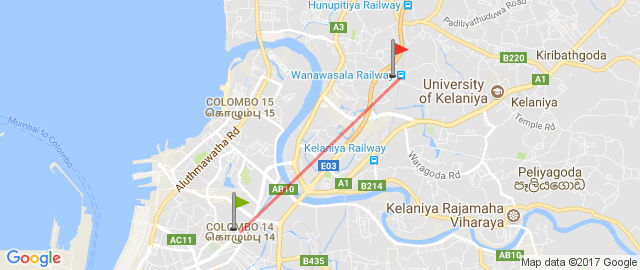 Hunupitiya Railway
Padiliyathuduwa Road
A3
B220
Kiribathgoda
Wanawasala Railway
University
of Kelaniya
A1
Kelaniya
COLOMBO 15
கொழும்பு 15
Mumbai to Colombo
Aluthmawatha Rd
Temple Rd
Kelaniya Railway
E03
Waragoda Rd
Peliyagoda
පෑලියගොඩ
AB10
A1
B214
Kelaniya Rajamaha
Viharaya
COLOMBO 14
கொழும்பு 14
AC11
B435
AB10
Google
Map data ©2017 Google